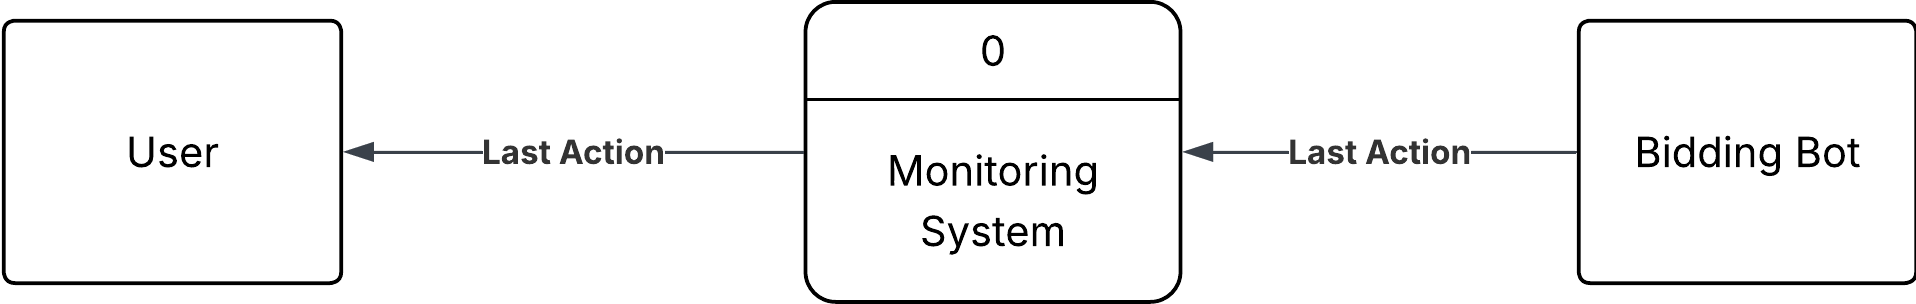 User
Last Action
0
Monitoring
System
Last Action
Bidding Bot